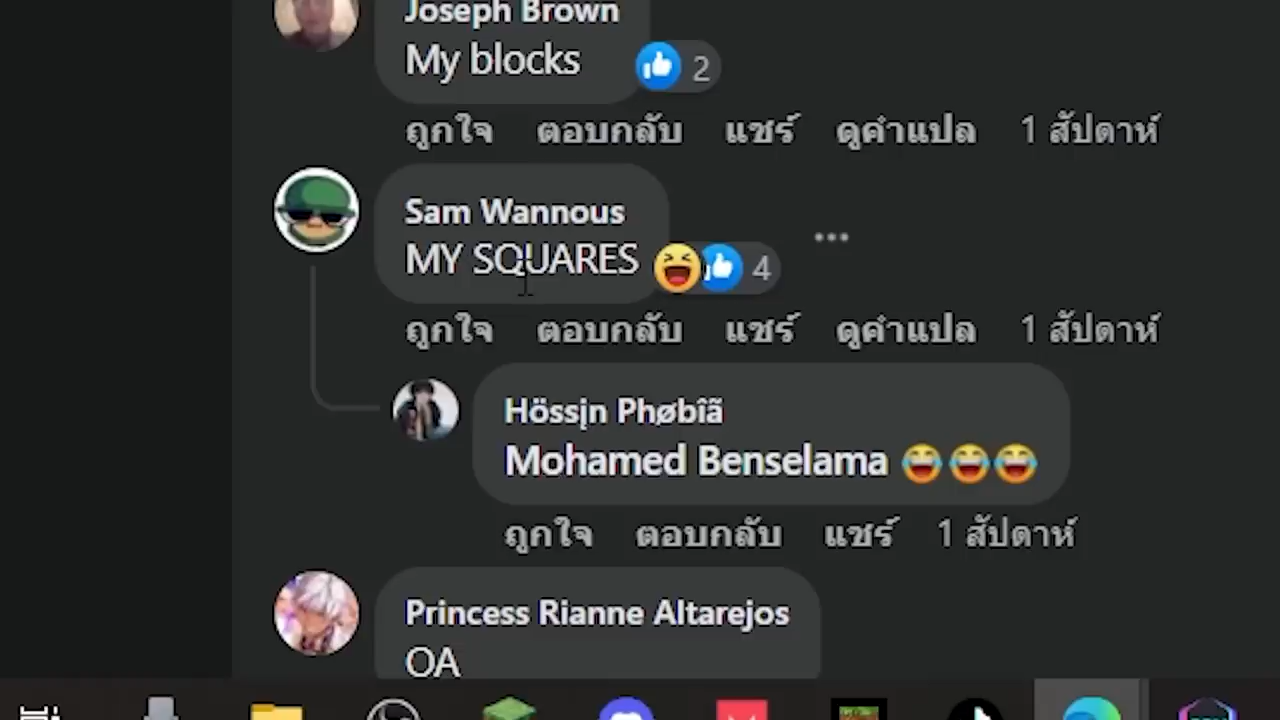 Joseph Brown
My blocks
2
ถูกใจ ตอบกลับ แชร์ ดูคำแปล 1 สัปดาห์
Sam Wannous
MY SQUARES 😆👍 4
ถูกใจ ตอบกลับ แชร์ ดูคำแปล 1 สัปดาห์
Hössįn Phøbîã
Mohamed Benselama 😂😂😂
ถูกใจ ตอบกลับ แชร์ 1 สัปดาห์
Princess Rianne Altarejos
OA